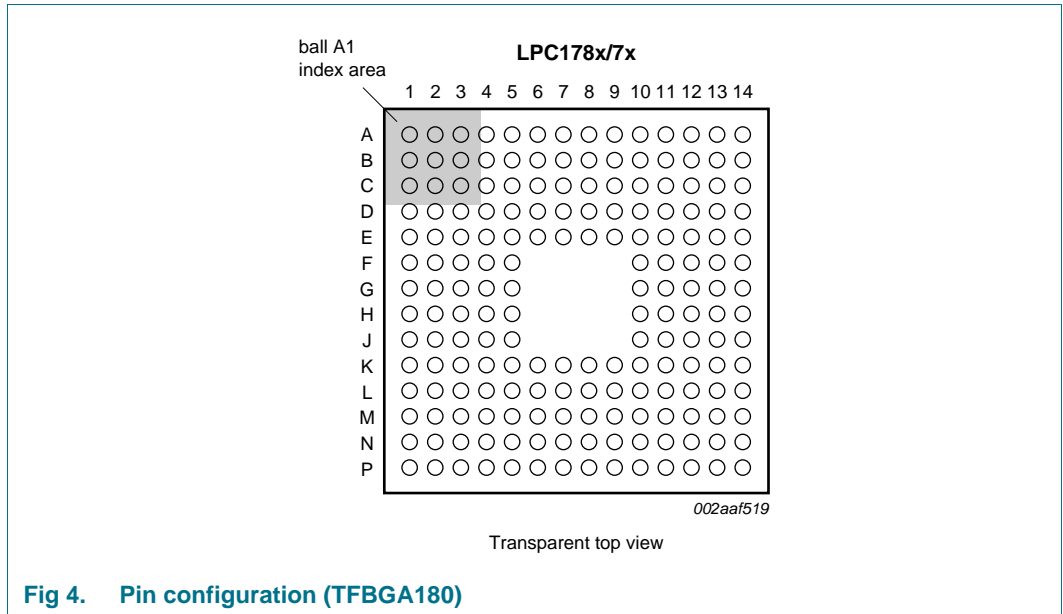 ball A1
index area
LPC178x/7x
1 2 3 4 5 6 7 8 9 10 11 12 13 14
A
B
C
D
E
F
G
H
J
K
L
M
N
P
002aaf519
Transparent top view
Fig 4. Pin configuration (TFBGA180)